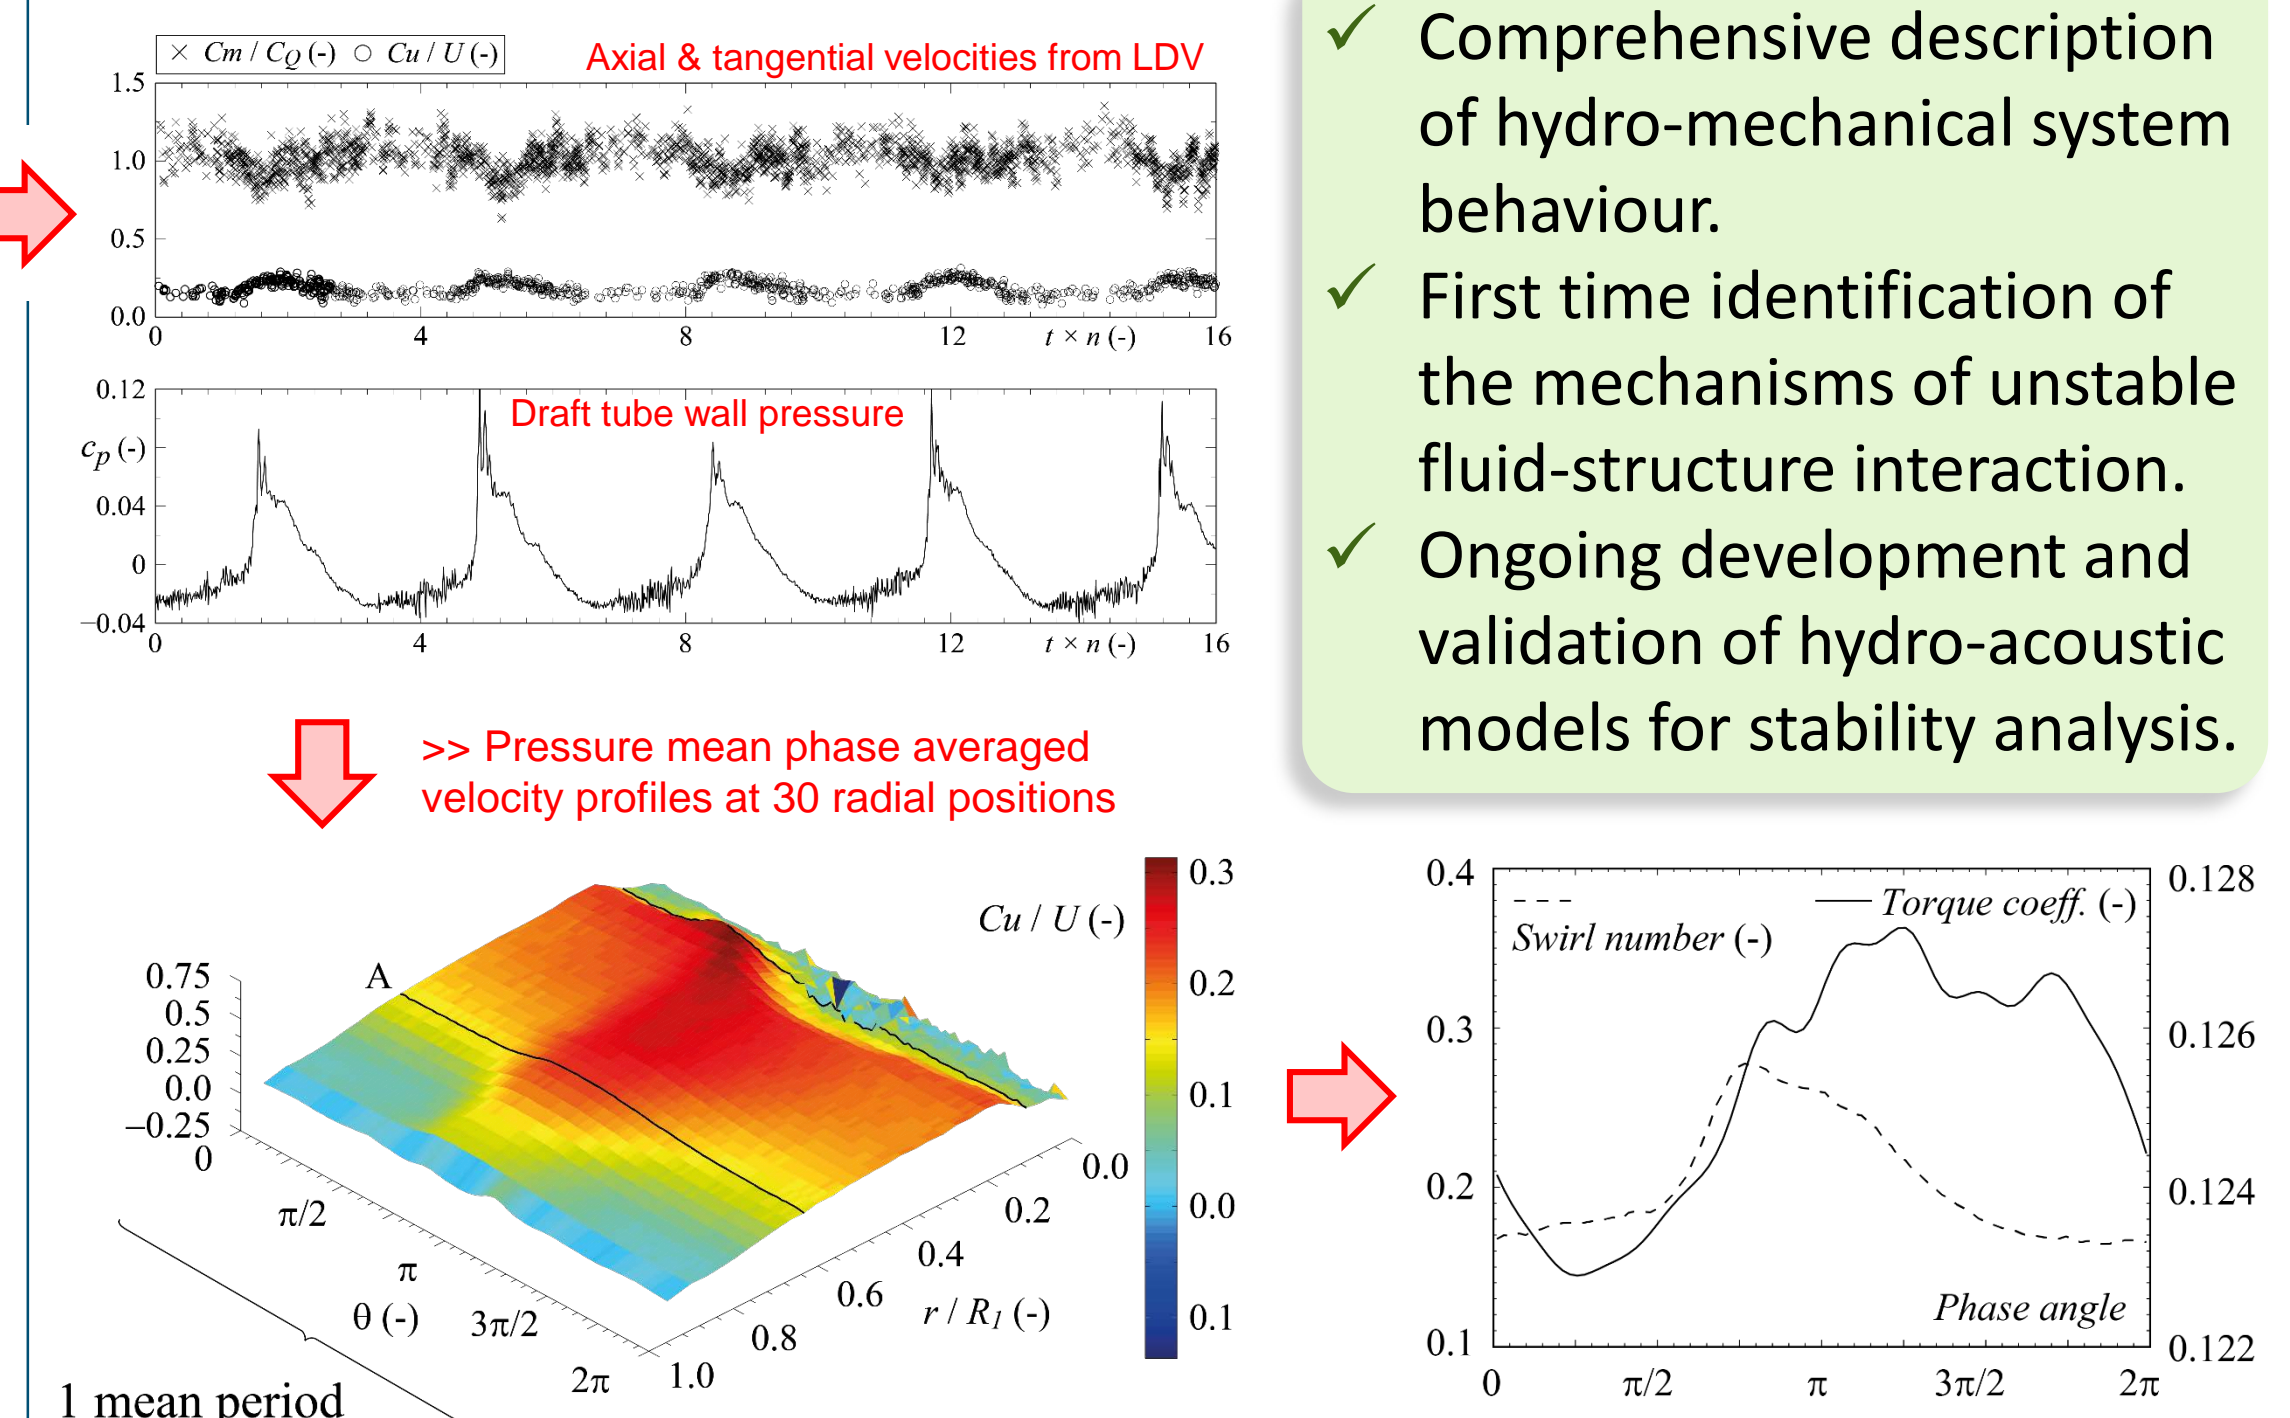 × Cm / C_Q (-) ○ Cu / U (-)
Axial & tangential velocities from LDV
1.5
1.0
0.5
0.0
0 4 8 12 t × n (-) 16
0.12
Draft tube wall pressure
c_p (-)
0.04
0
−0.04
0 4 8 12 t × n (-) 16
>> Pressure mean phase averaged
velocity profiles at 30 radial positions
✓ Comprehensive description
of hydro-mechanical system
behaviour.
✓ First time identification of
the mechanisms of unstable
fluid-structure interaction.
✓ Ongoing development and
validation of hydro-acoustic
models for stability analysis.
Cu / U (-)
0.3
0.2
0.1
0.0
0.1
A
0.75
0.5
0.25
0.0
−0.25
0
π/2
π
θ (-)
3π/2
2π
0.0
0.2
0.4
0.6
r / R_1 (-)
0.8
1.0
1 mean period
0.4
0.3
0.2
0.1
Torque coeff. (-)
Swirl number (-)
Phase angle
0.128
0.126
0.124
0.122
0 π/2 π 3π/2 2π